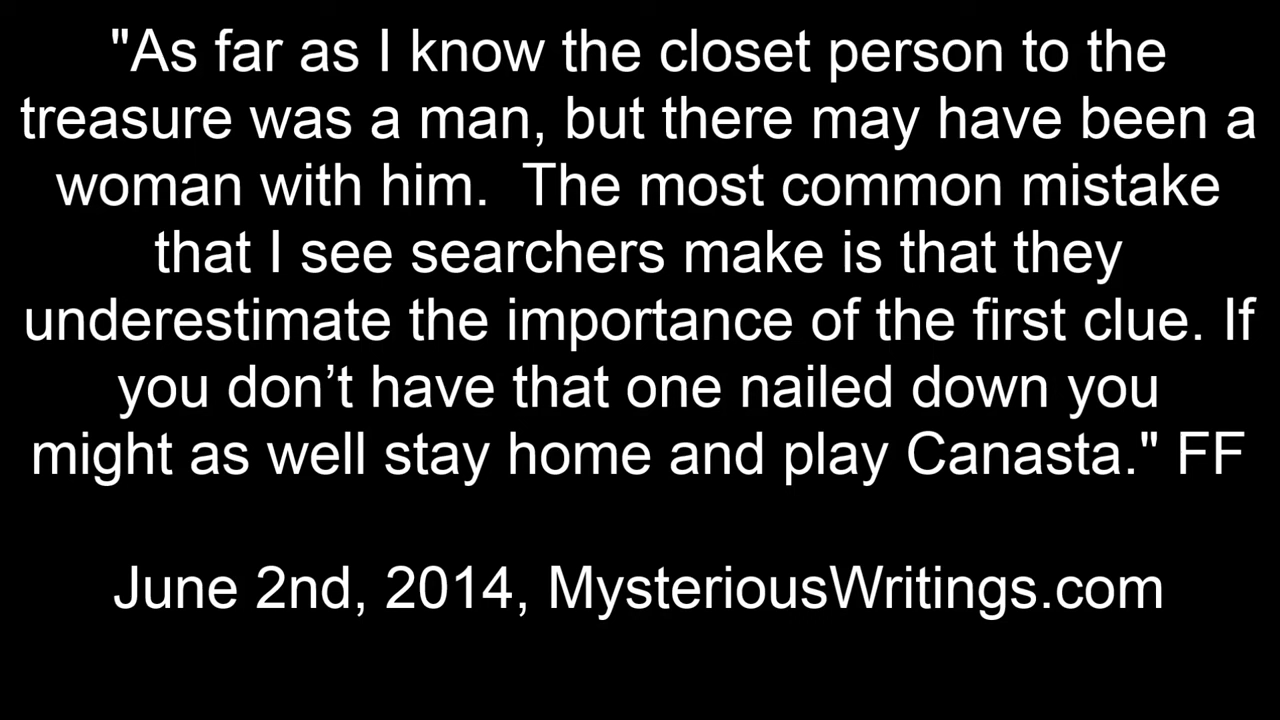 "As far as I know the closet person to the
treasure was a man, but there may have been a
woman with him.  The most common mistake
that I see searchers make is that they
underestimate the importance of the first clue. If
you don’t have that one nailed down you
might as well stay home and play Canasta." FF
June 2nd, 2014, MysteriousWritings.com